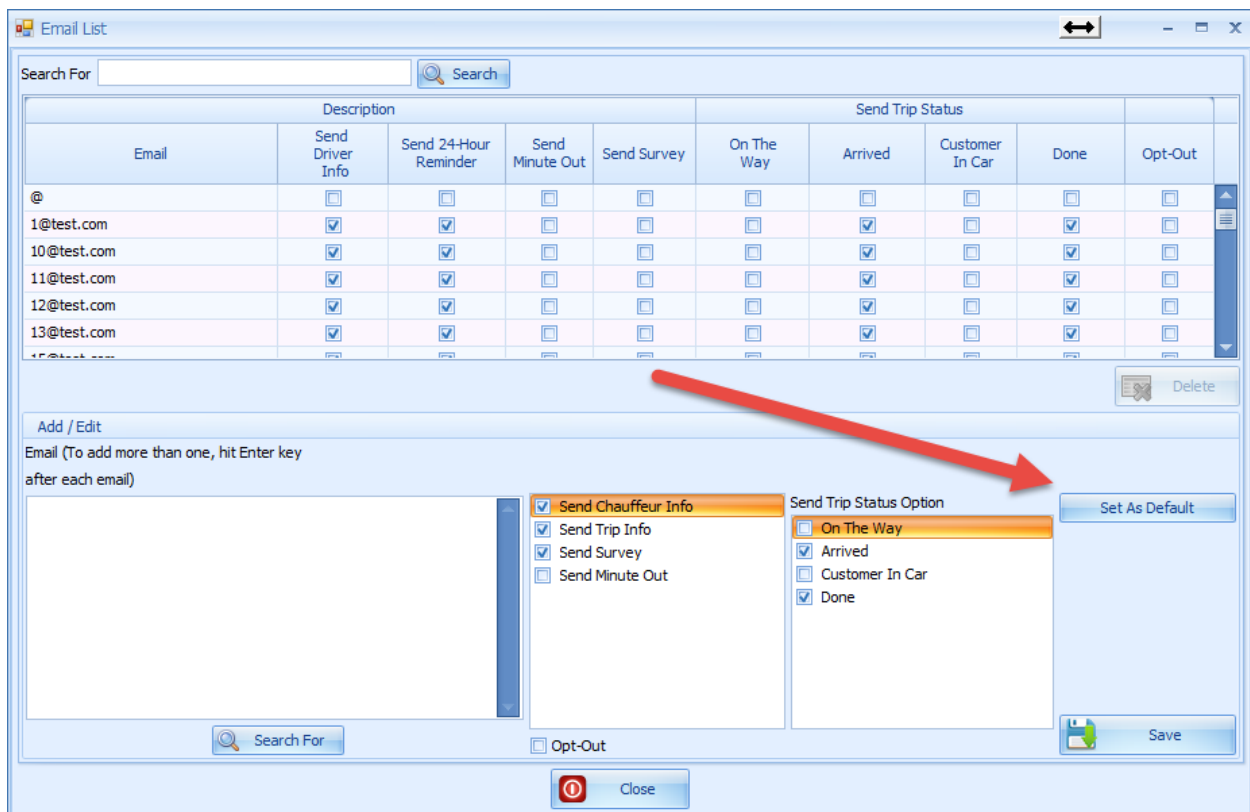 Email List
Search For
Search
Description Send Trip Status
Email Send Driver Info Send 24-Hour Reminder Send Minute Out Send Survey On The Way Arrived Customer In Car Done Opt-Out
@
1@test.com
10@test.com
11@test.com
12@test.com
13@test.com
Delete
Add / Edit
Email (To add more than one, hit Enter key
after each email)
Send Chauffeur Info
Send Trip Info
Send Survey
Send Minute Out
Send Trip Status Option
On The Way
Arrived
Customer In Car
Done
Set As Default
Search For
Opt-Out
Save
Close